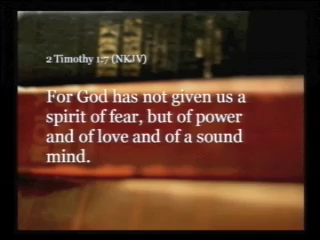 2 Timothy 1:7 (NKJV)
For God has not given us a
spirit of fear, but of power
and of love and of a sound
mind.